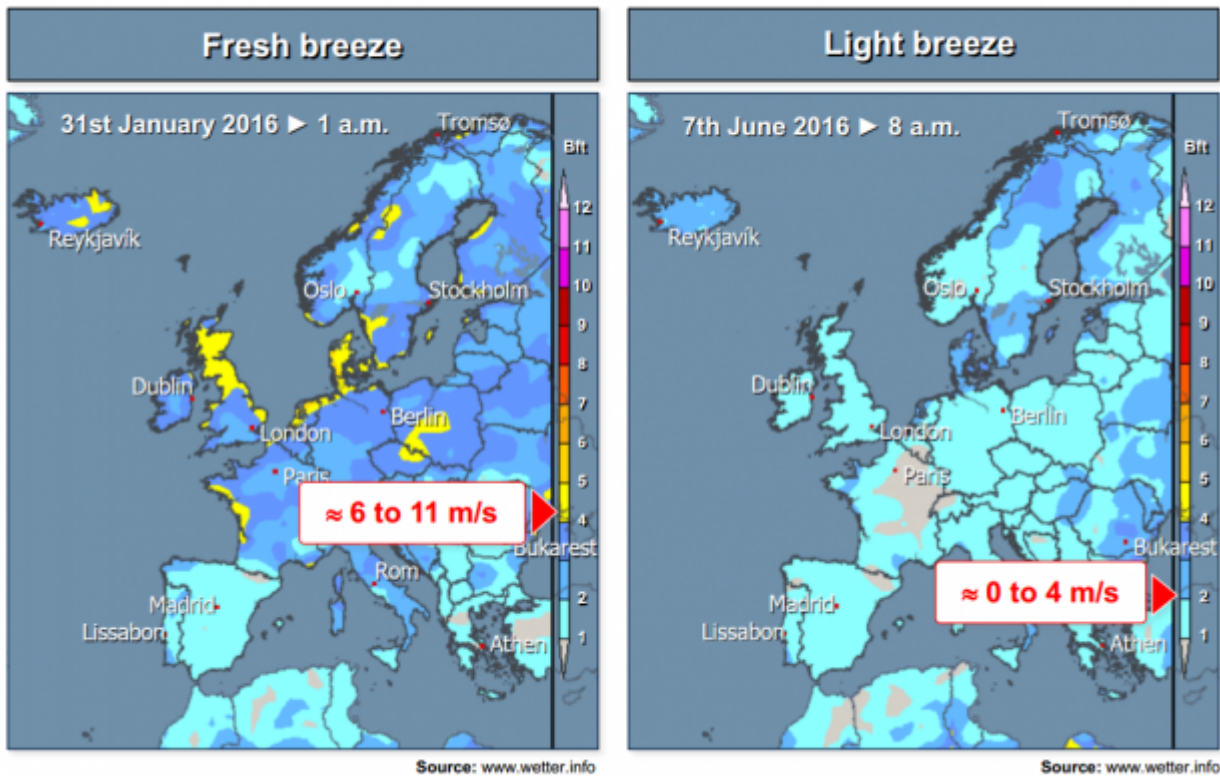 Fresh breeze
31st January 2016 ► 1 a.m.
Tromsø
Bft
12
11
10
9
8
7
6
5
4
2
1
Reykjavík
Oslo
Stockholm
Dublin
Berlin
London
Paris
≈ 6 to 11 m/s
Bukarest
Rom
Madrid
Lissabon
Athen
Source: www.wetter.info
Light breeze
7th June 2016 ► 8 a.m.
Tromsø
Bft
12
11
10
9
8
7
6
5
4
3
2
1
Reykjavík
Oslo
Stockholm
Dublin
Berlin
London
Paris
Bukarest
≈ 0 to 4 m/s
Madrid
Lissabon
Athen
Source: www.wetter.info